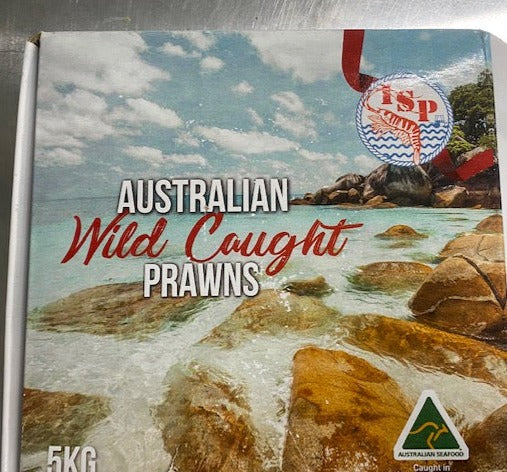 TSP
AUSTRALIAN
Wild Caught
PRAWNS
AUSTRALIAN SEAFOOD
Caught in
5KG